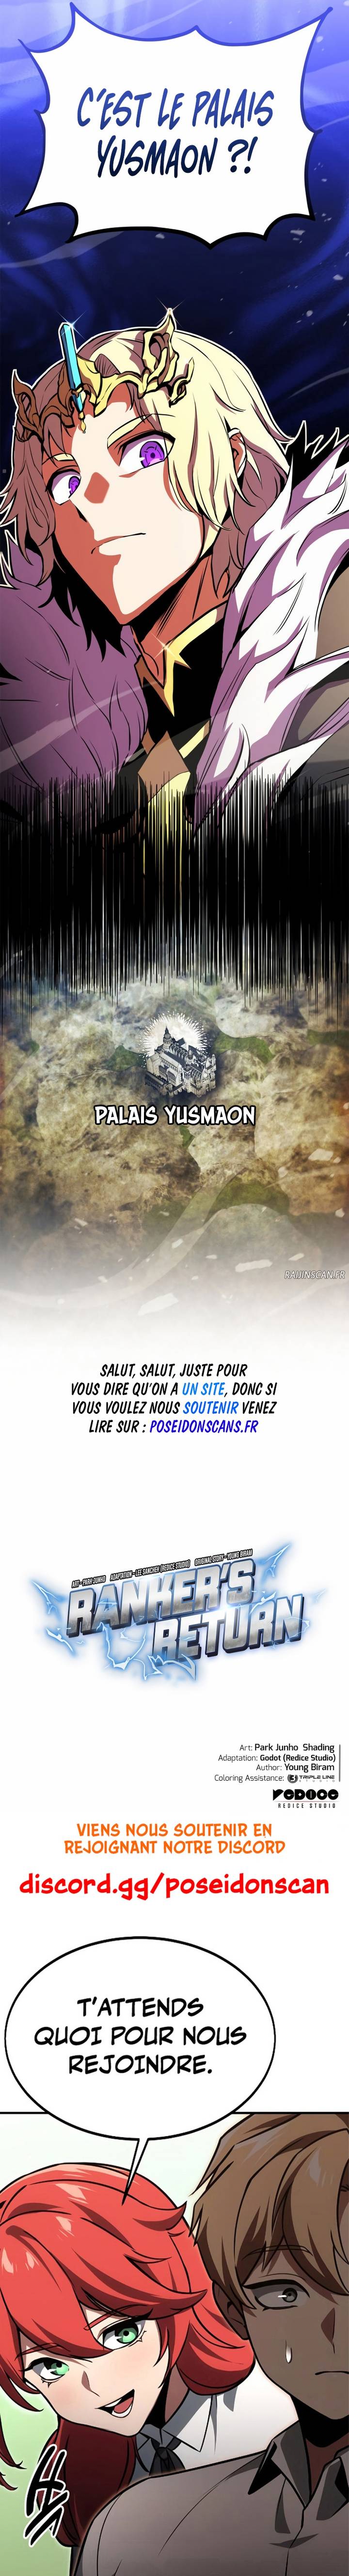 C'EST LE PALAIS
YUSMAON ?!
PALAIS YUSMAON
RAIJINSCAN.FR
SALUT, SALUT, JUSTE POUR
VOUS DIRE QU'ON A UN SITE, DONC SI
VOUS VOULEZ NOUS SOUTENIR VENEZ
LIRE SUR : POSEIDONSCANS.FR
ART - PARK JUNHO ADAPTATION - LEE SANCHER (REDICE STUDIO) ORIGINAL STORY - YOUNG BIRAM
RANKER'S
RETURN
Art: Park Junho Shading
Adaptation: Godot (Redice Studio)
Author: Young Biram
Coloring Assistance: TRIPLE LINE
STUDIO
REDICE
REDICE STUDIO
VIENS NOUS SOUTENIR EN
REJOIGNANT NOTRE DISCORD
discord.gg/poseidonscan
T'ATTENDS
QUOI POUR NOUS
REJOINDRE.